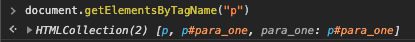 > document.getElementsByTagName("p")
<· ▸ HTMLCollection(2) [p, p#para_one, para_one: p#para_one]